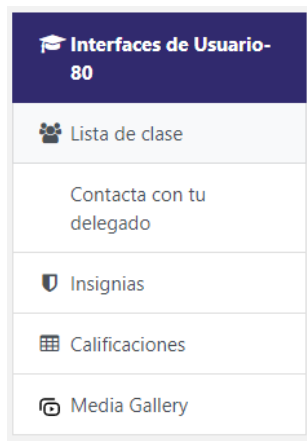 Interfaces de Usuario-
80
Lista de clase
Contacta con tu
delegado
Insignias
Calificaciones
Media Gallery